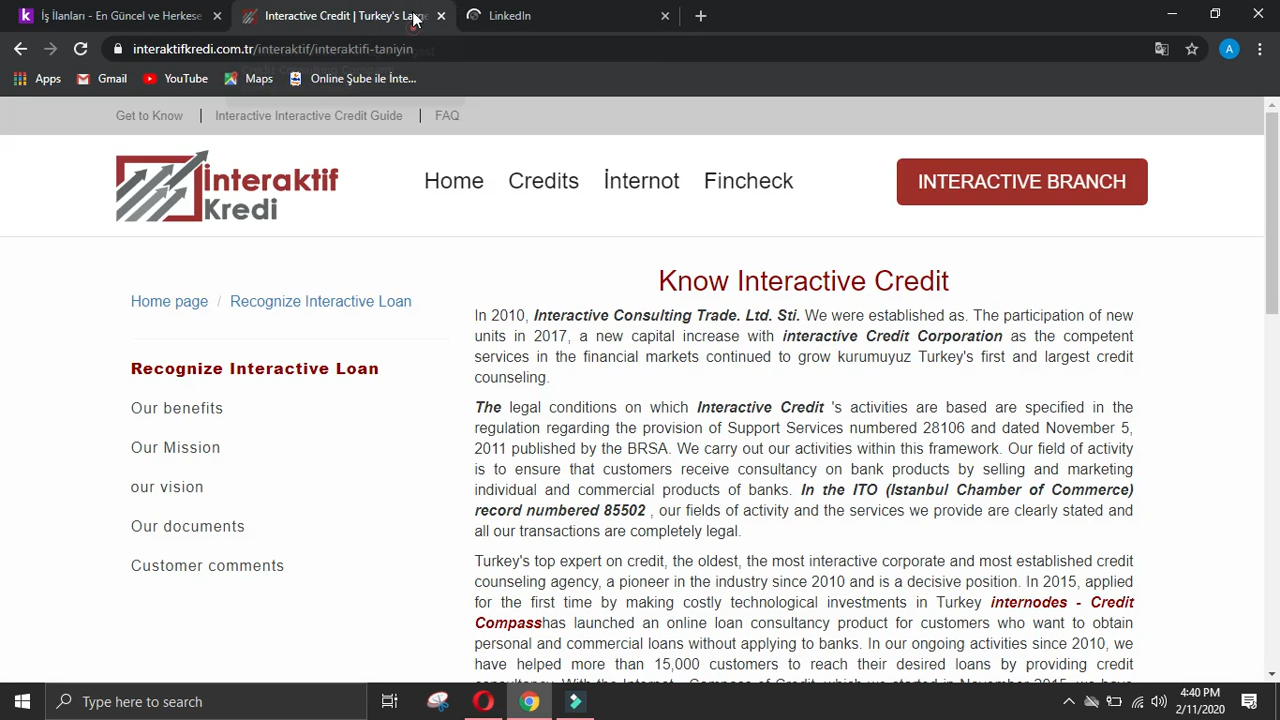 İş İlanları - En Güncel ve Herkese
Interactive Credit | Turkey's Large
LinkedIn
interaktifkredi.com.tr/interaktif/interaktifi-taniyin
A
Apps
Gmail
YouTube
Maps
Online Şube ile İnte...
Get to Know
Interactive Interactive Credit Guide
FAQ
İnteraktif
Kredi
Home
Credits
İnternot
Fincheck
INTERACTIVE BRANCH
Home page / Recognize Interactive Loan
Recognize Interactive Loan
Our benefits
Our Mission
our vision
Our documents
Customer comments
Know Interactive Credit
In 2010, Interactive Consulting Trade. Ltd. Sti. We were established as. The participation of new
units in 2017, a new capital increase with interactive Credit Corporation as the competent
services in the financial markets continued to grow kurumuyuz Turkey's first and largest credit
counseling.
The legal conditions on which Interactive Credit 's activities are based are specified in the
regulation regarding the provision of Support Services numbered 28106 and dated November 5,
2011 published by the BRSA. We carry out our activities within this framework. Our field of activity
is to ensure that customers receive consultancy on bank products by selling and marketing
individual and commercial products of banks. In the ITO (Istanbul Chamber of Commerce)
record numbered 85502 , our fields of activity and the services we provide are clearly stated and
all our transactions are completely legal.
Turkey's top expert on credit, the oldest, the most interactive corporate and most established credit
counseling agency, a pioneer in the industry since 2010 and is a decisive position. In 2015, applied
for the first time by making costly technological investments in Turkey internodes - Credit
Compasshas launched an online loan consultancy product for customers who want to obtain
personal and commercial loans without applying to banks. In our ongoing activities since 2010, we
have helped more than 15,000 customers to reach their desired loans by providing credit
Type here to search
4:40 PM
2/11/2020